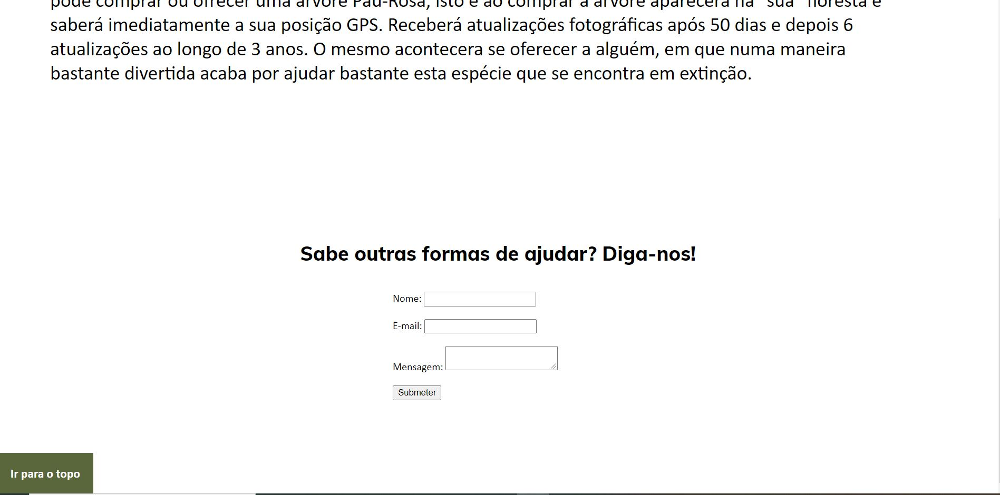 pode comprar ou ofrecer uma árvore Pau-Rosa, isto é ao comprar a árvore aparecerá na "sua" floresta e
saberá imediatamente a sua posição GPS. Receberá atualizações fotográficas após 50 dias e depois 6
atualizações ao longo de 3 anos. O mesmo acontecera se oferecer a alguém, em que numa maneira
bastante divertida acaba por ajudar bastante esta espécie que se encontra em extinção.
Sabe outras formas de ajudar? Diga-nos!
Nome:
E-mail:
Mensagem:
Submeter
Ir para o topo